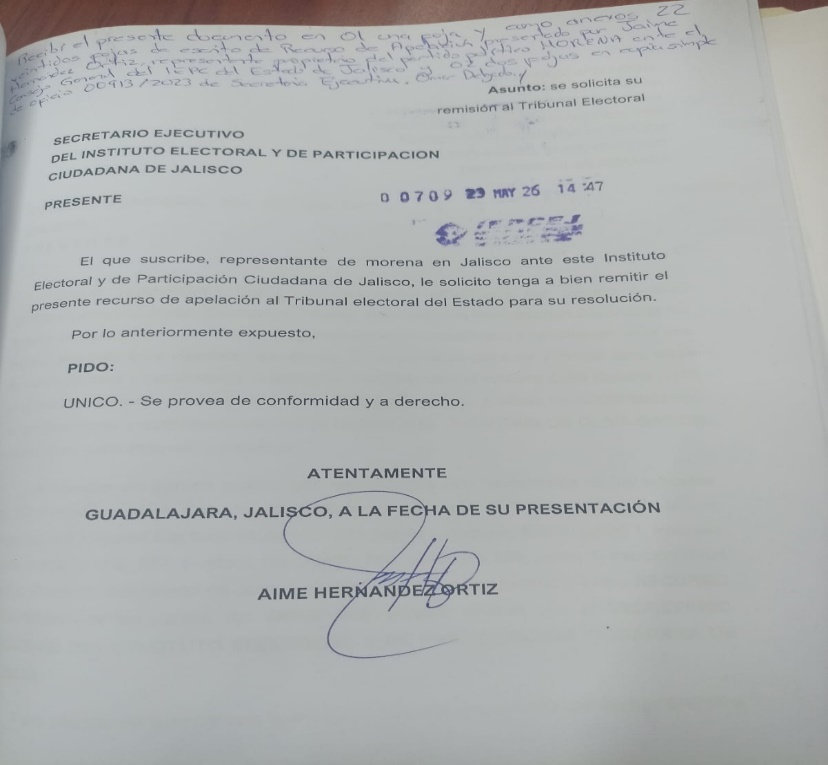 Recibí el presente documento en 01 una foja y como anexos 22
veintidos fojas de escrito de Recurso de Apelación, presentado por Jaime
Hernandez Ortiz, representante propietario del partido político MORENA ante el
Consejo General del IEPC del Estado de Jalisco y 02 dos fojas en copia simple
de oficio 00913/2023 de Secretaria Ejecutiva. Omar Delgado
Asunto: se solicita su
remisión al Tribunal Electoral
SECRETARIO EJECUTIVO
DEL INSTITUTO ELECTORAL Y DE PARTICIPACION
CIUDADANA DE JALISCO
PRESENTE
0 0709 23 MAY 26 14:47
El que suscribe, representante de morena en Jalisco ante este Instituto
Electoral y de Participación Ciudadana de Jalisco, le solicito tenga a bien remitir el
presente recurso de apelación al Tribunal electoral del Estado para su resolución.
Por lo anteriormente expuesto,
PIDO:
UNICO. - Se provea de conformidad y a derecho.
ATENTAMENTE
GUADALAJARA, JALISCO, A LA FECHA DE SU PRESENTACIÓN
AIME HERNANDEZ ORTIZ